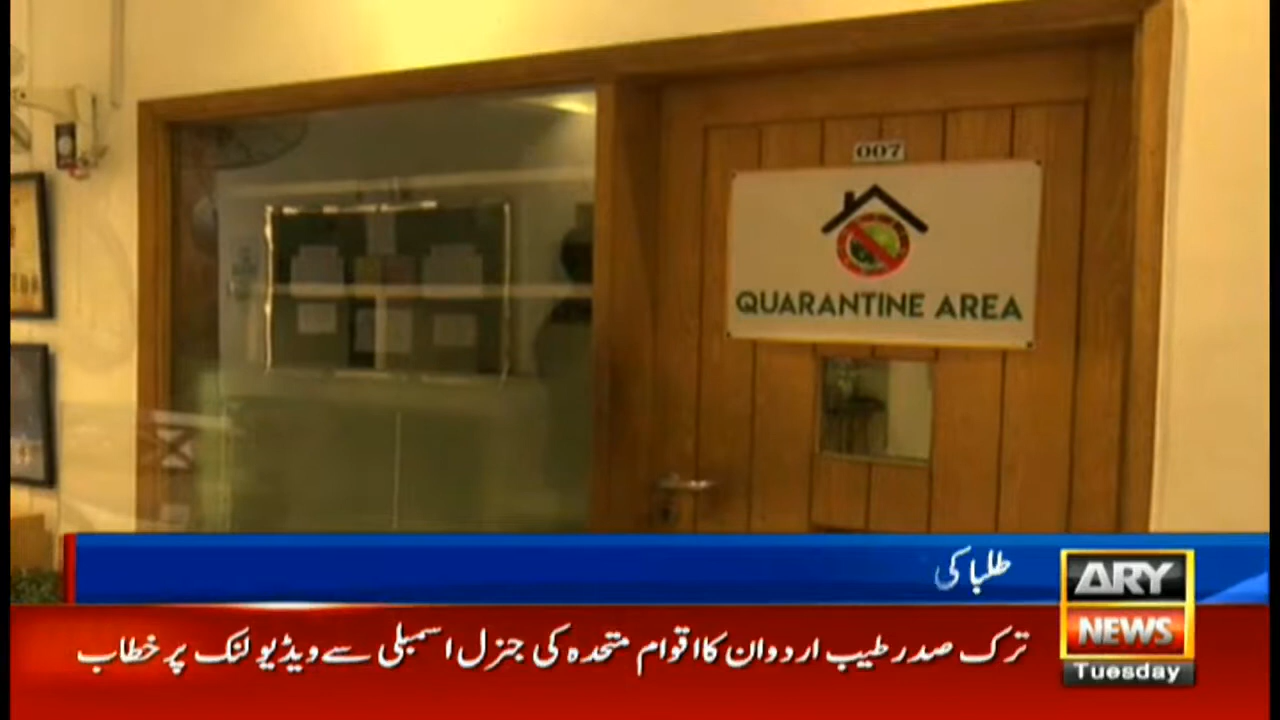 007
QUARANTINE AREA
طلبا کی
ترک صدر طیب اردوان کا اقوام متحدہ کی جنرل اسمبلی سے ویڈیو لنک پر خطاب
ARY
NEWS
Tuesday